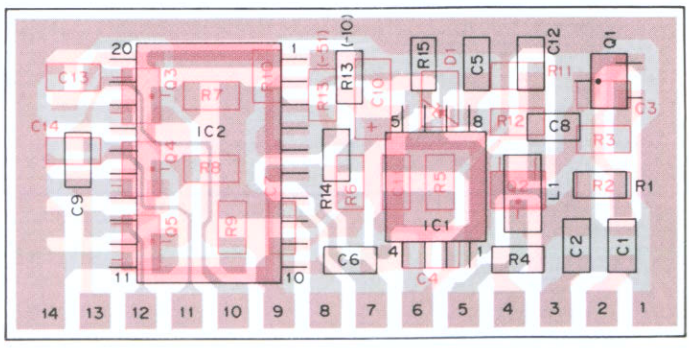 20
Q3
1
R10
R13 (-51)
R13 (-10)
C10
R15
D1
C5
C12
R11
Q1
C13
R7
C3
C14
IC2
5
8
R12
C8
R3
Q4
R8
C9
R14
R6
R5
Q2
L1
R2
R1
Q5
R9
IC1
11
10
C6
4
C4
1
R4
C2
C1
14 13 12 11 10 9 8 7 6 5 4 3 2 1